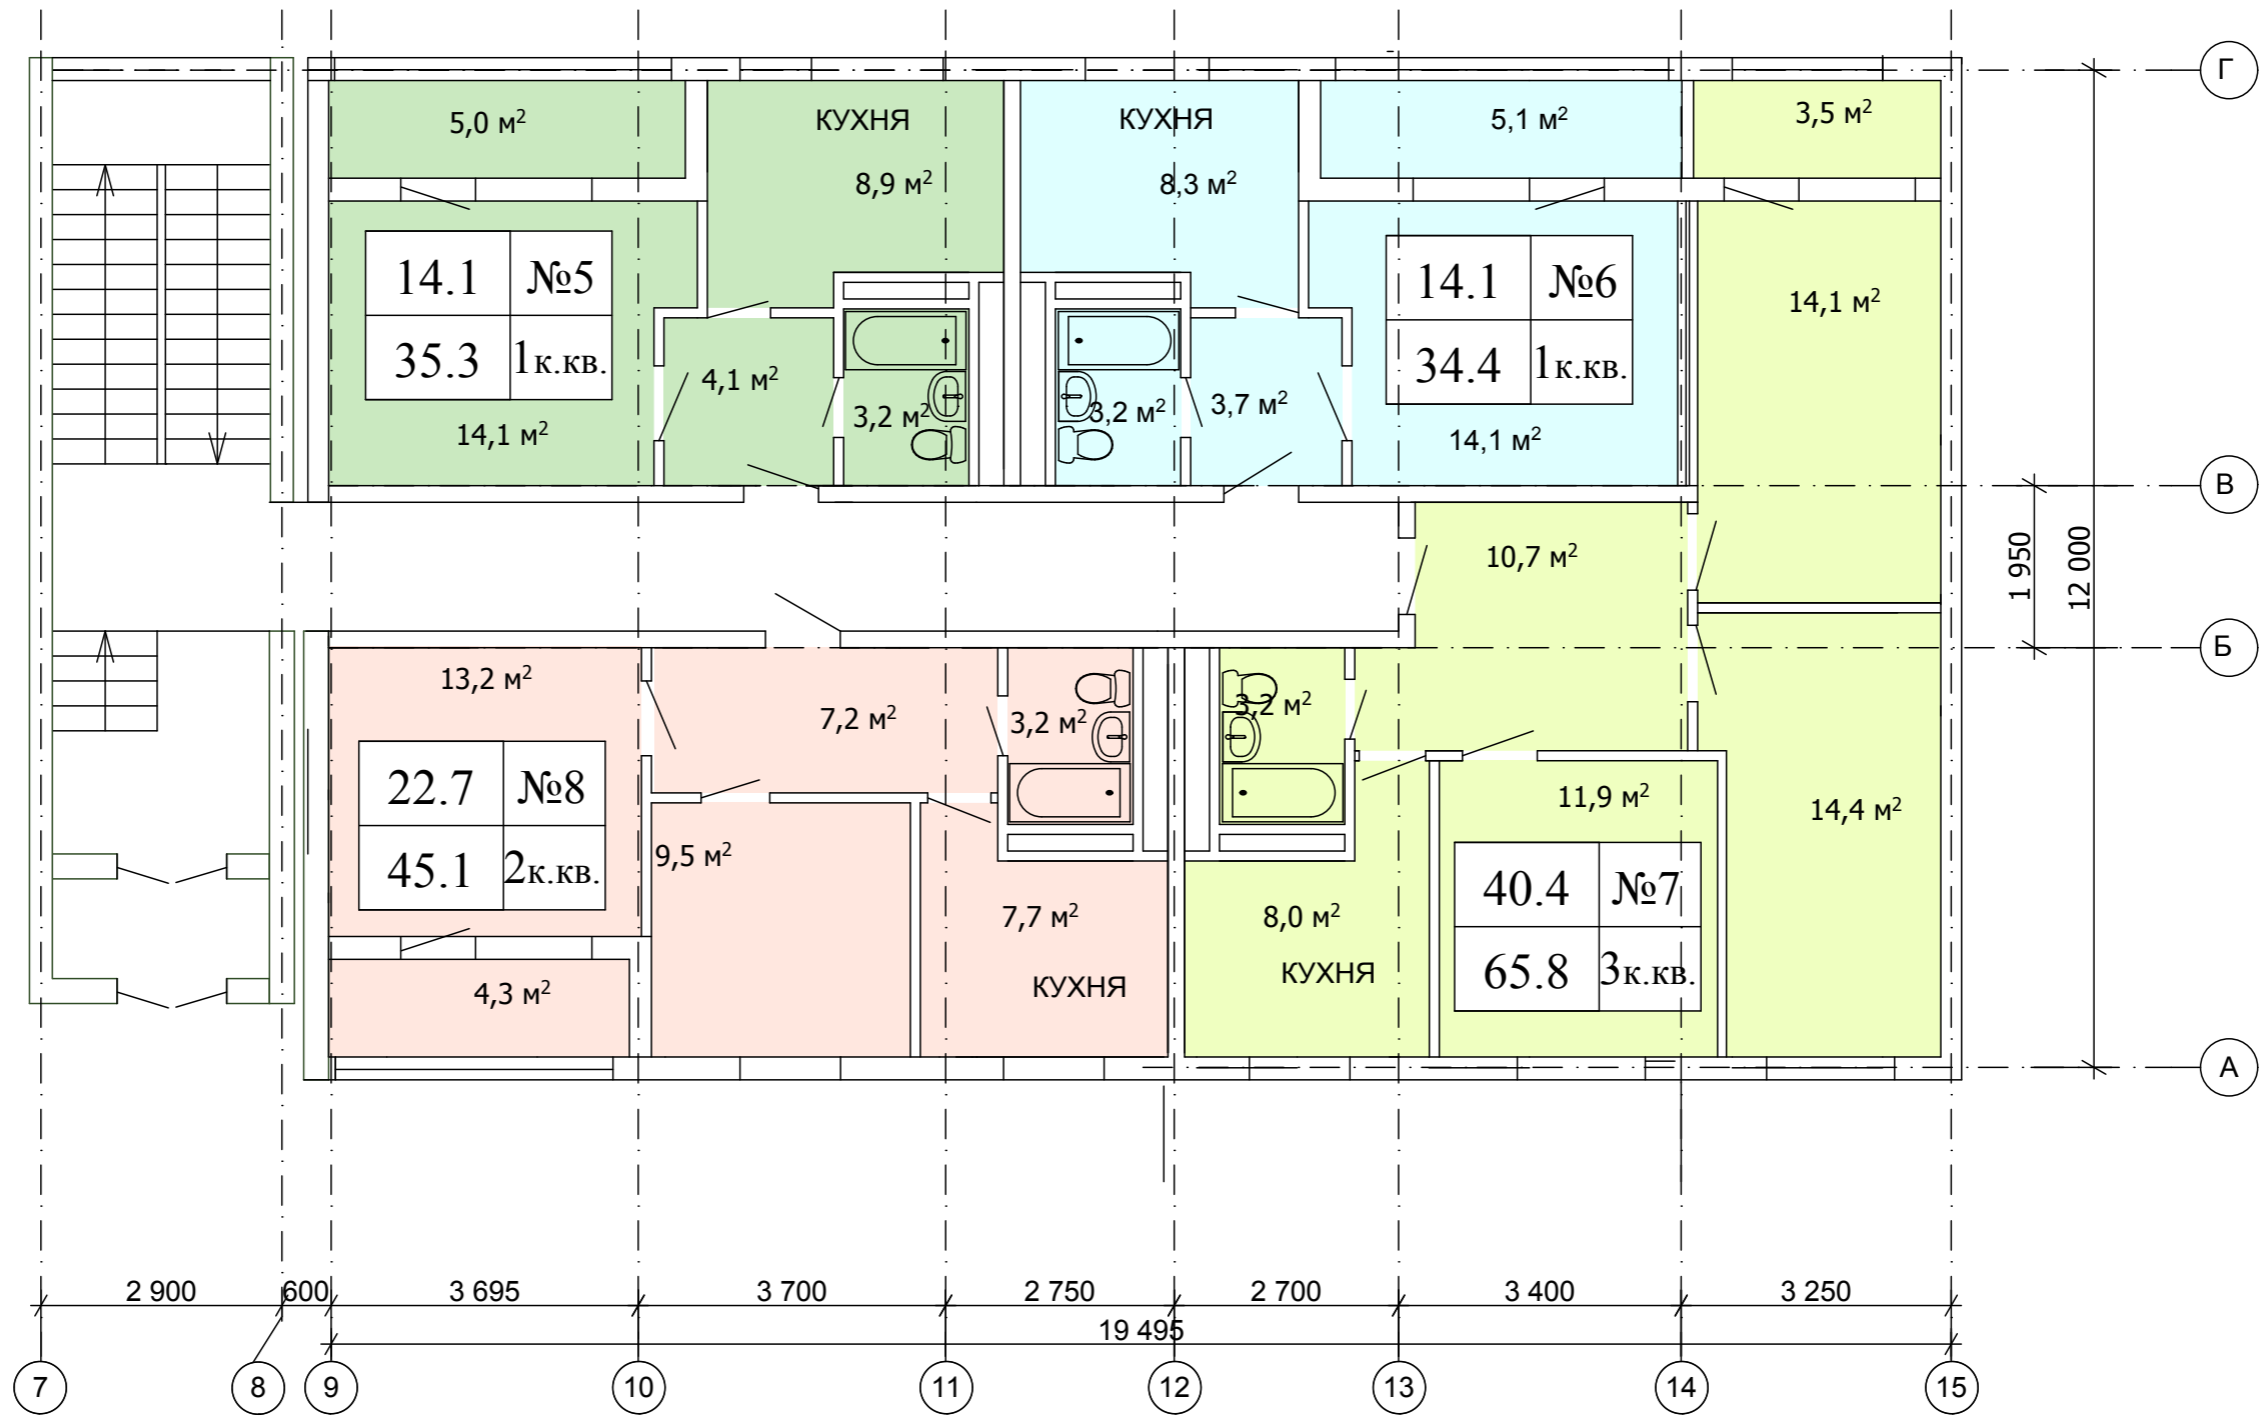 Г
5,0 м²
КУХНЯ
КУХНЯ
5,1 м²
3,5 м²
8,9 м²
8,3 м²
14.1 №5
35.3 1к.кв.
14.1 №6
34.4 1к.кв.
14,1 м²
4,1 м²
3,2 м²
3,2 м²
3,7 м²
14,1 м²
14,1 м²
В
10,7 м²
1 950
12 000
Б
13,2 м²
7,2 м²
3,2 м²
3,2 м²
22.7 №8
45.1 2к.кв.
11,9 м²
14,4 м²
9,5 м²
40.4 №7
65.8 3к.кв.
7,7 м²
8,0 м²
КУХНЯ
КУХНЯ
4,3 м²
А
2 900
600
3 695
3 700
2 750
2 700
3 400
3 250
19 495
7
8
9
10
11
12
13
14
15